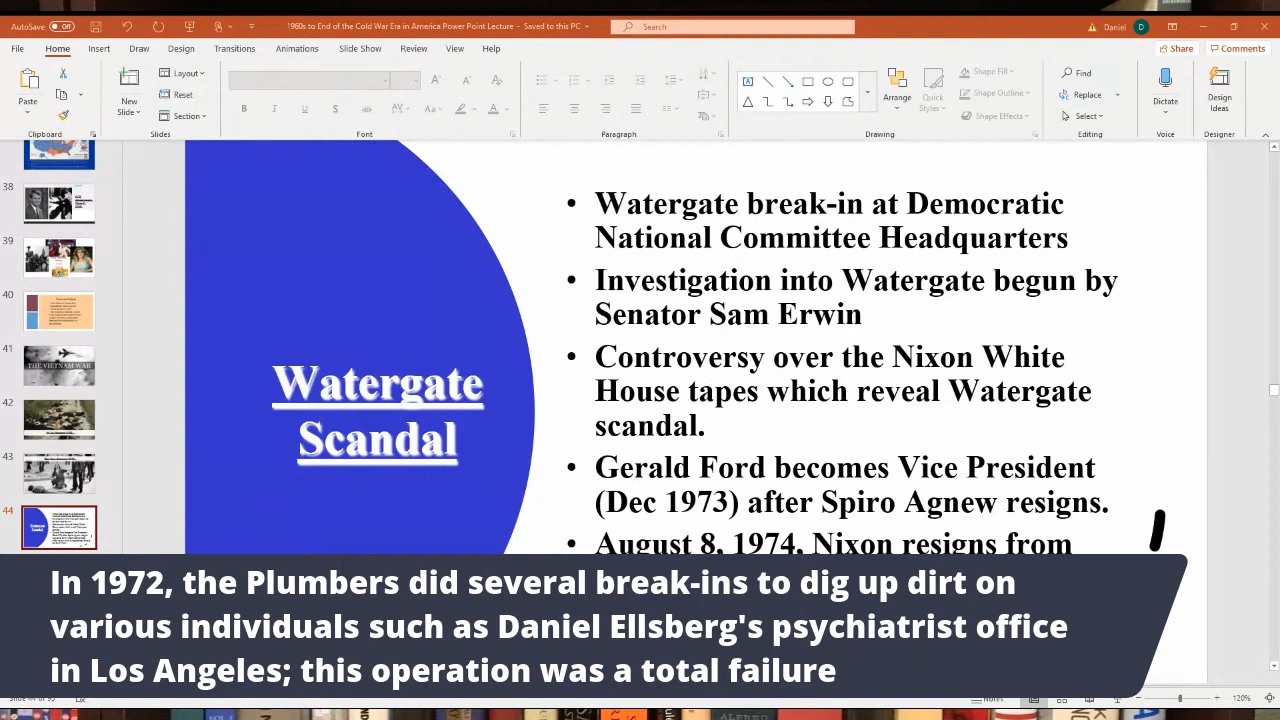 AutoSave Off
1960s to End of the Cold War Era in America Power Point Lecture - Saved to this PC
Search
Daniel D
File Home Insert Draw Design Transitions Animations Slide Show Review View Help
Share Comments
Paste
Clipboard
New
Slide
Layout
Reset
Section
Slides
Font
Paragraph
Arrange
Quick
Styles
Shape Fill
Shape Outline
Shape Effects
Drawing
Find
Replace
Select
Editing
Dictate
Voice
Design
Ideas
Designer
38
39
40
41
THE VIETNAM WAR
42
43
44
Watergate
Scandal
• Watergate break-in at Democratic
National Committee Headquarters
• Investigation into Watergate begun by
Senator Sam Erwin
• Controversy over the Nixon White
House tapes which reveal Watergate
scandal.
• Gerald Ford becomes Vice President
(Dec 1973) after Spiro Agnew resigns.
• August 8, 1974, Nixon resigns from
In 1972, the Plumbers did several break-ins to dig up dirt on
various individuals such as Daniel Ellsberg's psychiatrist office
in Los Angeles; this operation was a total failure
120%